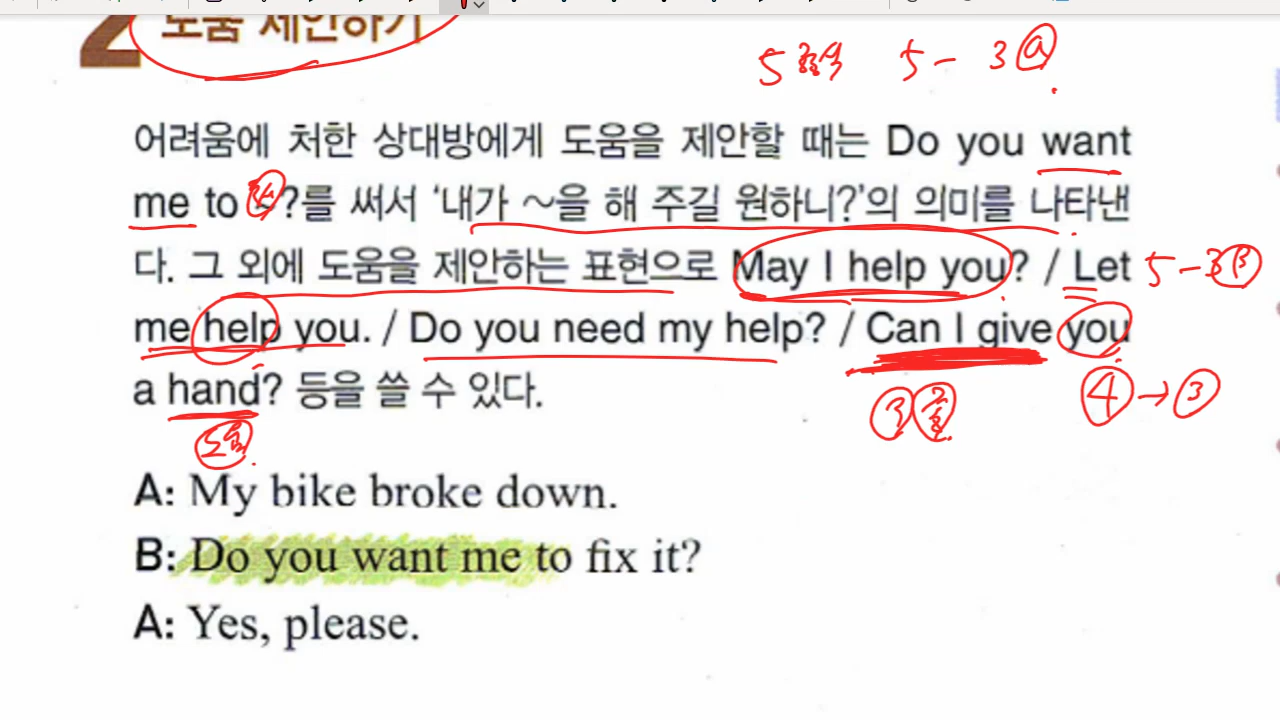 2 도움 제안하기
5형식 5-3 ⓐ
어려움에 처한 상대방에게 도움을 제안할 때는 Do you want
me to ~?를 써서 ‘내가 ~을 해 주길 원하니?’의 의미를 나타낸
다. 그 외에 도움을 제안하는 표현으로 May I help you? / Let
5-3
me help you. / Do you need my help? / Can I give you
a hand? 등을 쓸 수 있다.
④→③
도움
A: My bike broke down.
B: Do you want me to fix it?
A: Yes, please.